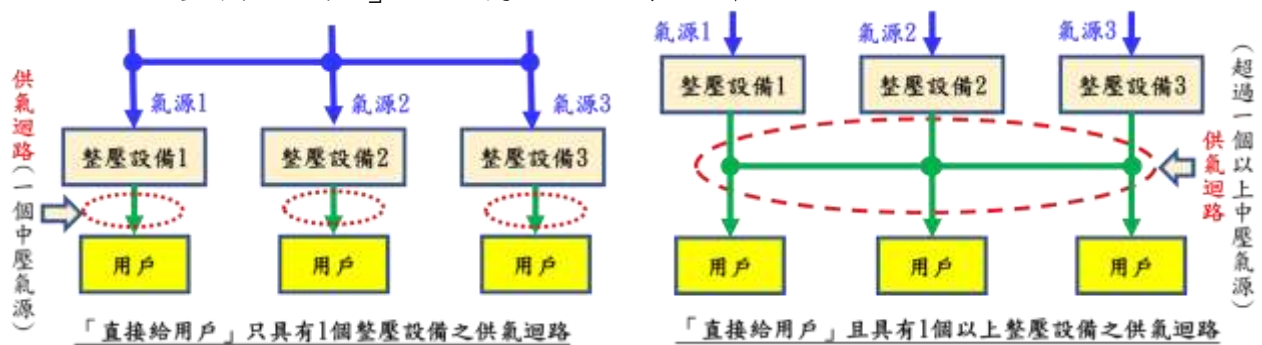 供氣迴路(一個中壓氣源)
氣源1
氣源2
氣源3
整壓設備1
整壓設備2
整壓設備3
用戶
用戶
用戶
「直接給用戶」只具有1個整壓設備之供氣迴路
氣源1
氣源2
氣源3
整壓設備1
整壓設備2
整壓設備3
供氣迴路
(超過一個以上中壓氣源)
用戶
用戶
用戶
「直接給用戶」且具有1個以上整壓設備之供氣迴路